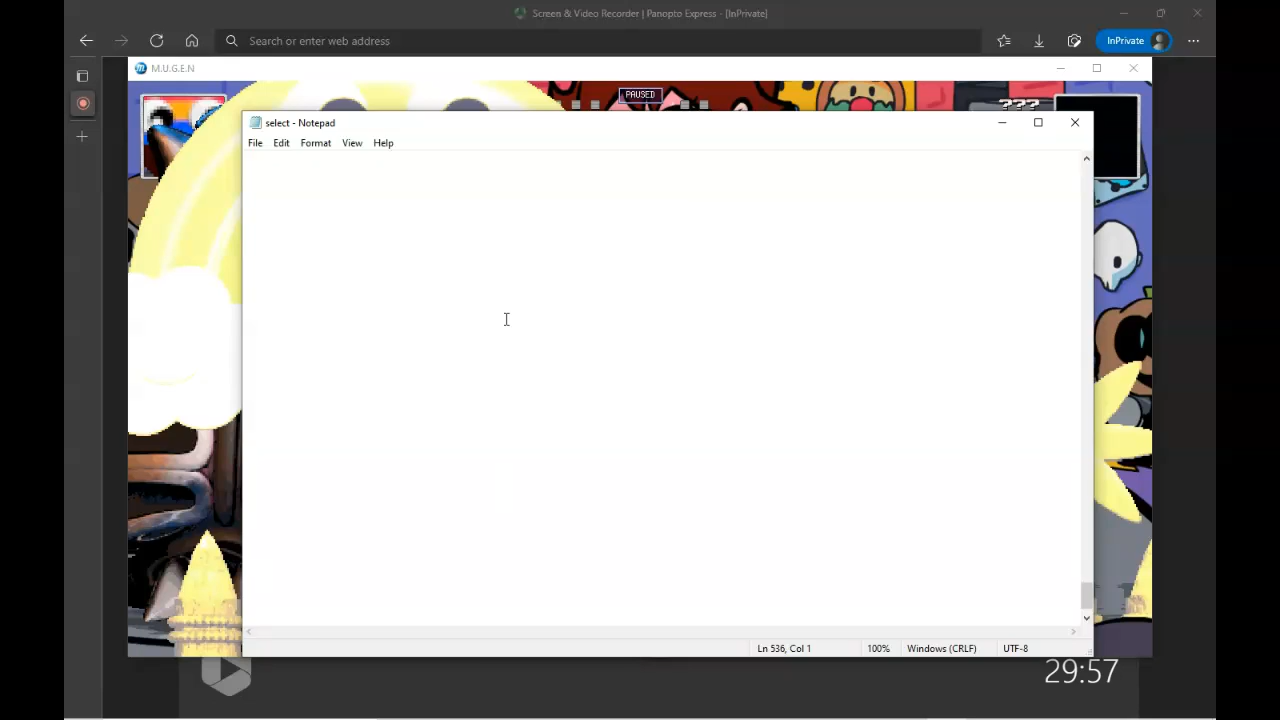 Screen & Video Recorder | Panopto Express - [InPrivate]
Search or enter web address
InPrivate
M.U.G.E.N
PAUSED
???
select - Notepad
File Edit Format View Help
Ln 536, Col 1 100% Windows (CRLF) UTF-8
29:57